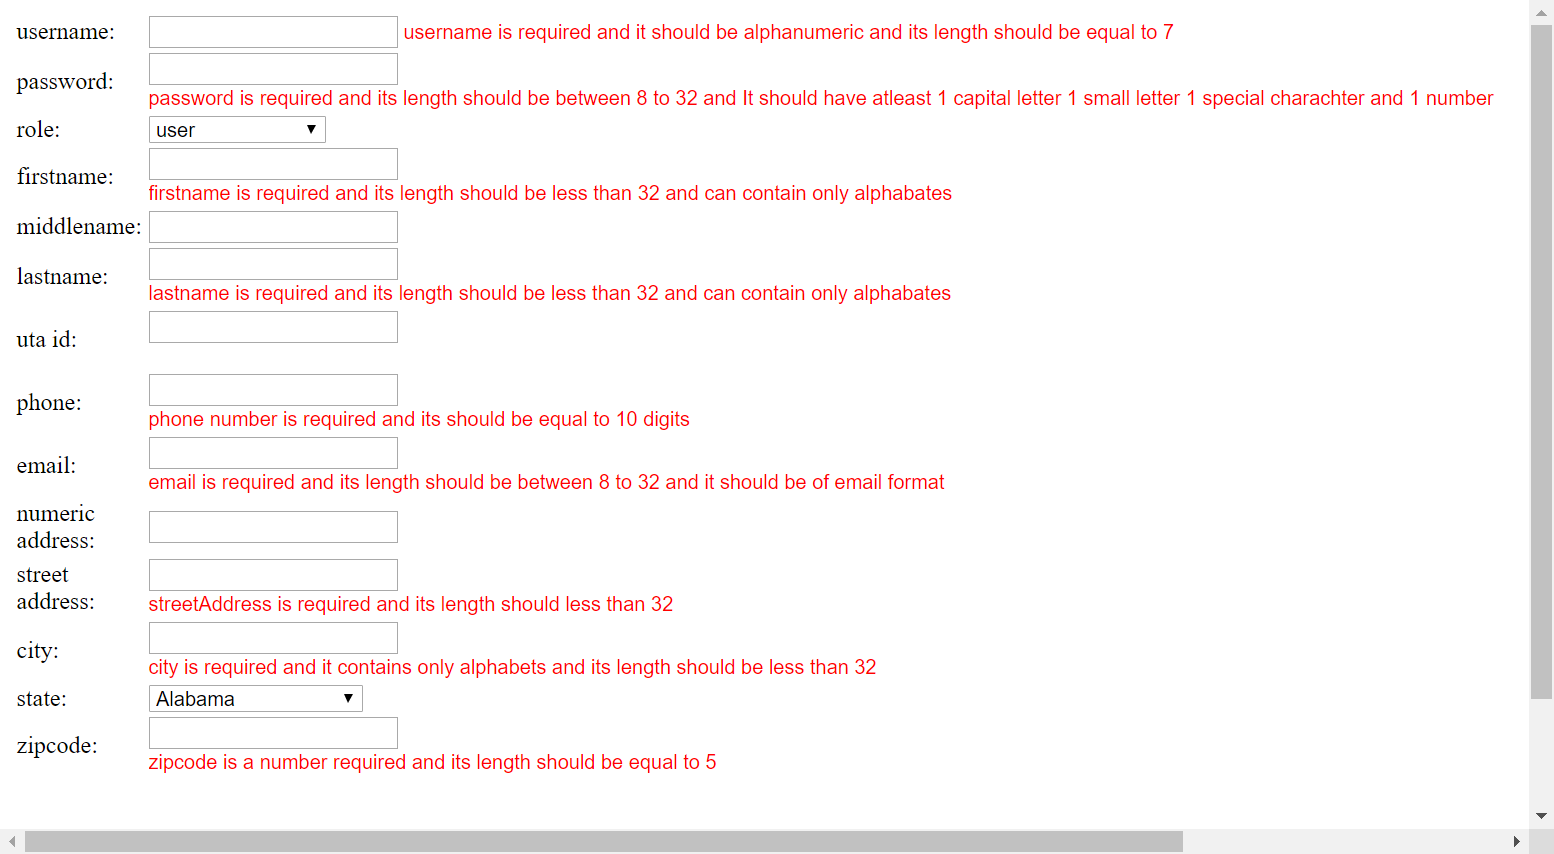 username: username is required and it should be alphanumeric and its length should be equal to 7
password:
password is required and its length should be between 8 to 32 and It should have atleast 1 capital letter 1 small letter 1 special charachter and 1 number
role: user
firstname:
firstname is required and its length should be less than 32 and can contain only alphabates
middlename:
lastname:
lastname is required and its length should be less than 32 and can contain only alphabates
uta id:
phone:
phone number is required and its should be equal to 10 digits
email:
email is required and its length should be between 8 to 32 and it should be of email format
numeric
address:
street
address:
streetAddress is required and its length should less than 32
city:
city is required and it contains only alphabets and its length should be less than 32
state: Alabama
zipcode:
zipcode is a number required and its length should be equal to 5